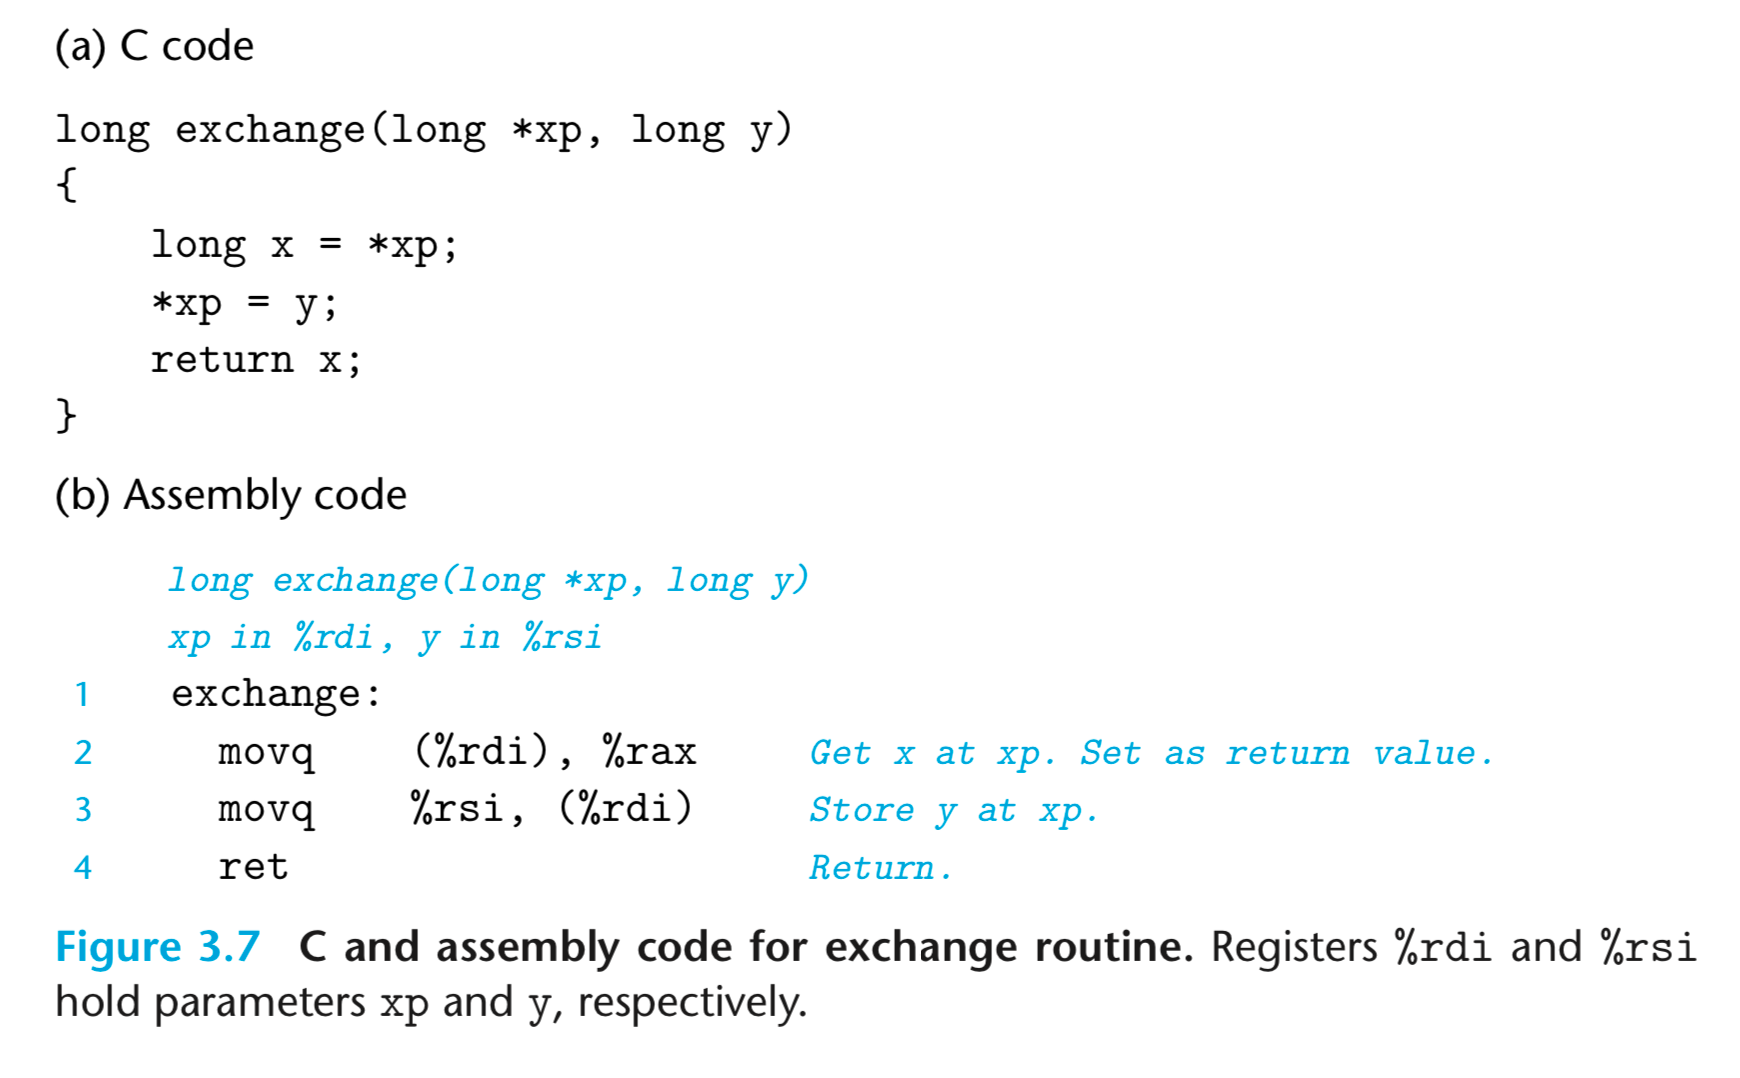 (a) C code
long exchange(long *xp, long y)
{
    long x = *xp;
    *xp = y;
    return x;
}
(b) Assembly code
long exchange(long *xp, long y)
xp in %rdi, y in %rsi
1 exchange:
2 movq (%rdi), %rax Get x at xp. Set as return value.
3 movq %rsi, (%rdi) Store y at xp.
4 ret Return.
Figure 3.7 C and assembly code for exchange routine. Registers %rdi and %rsi
hold parameters xp and y, respectively.